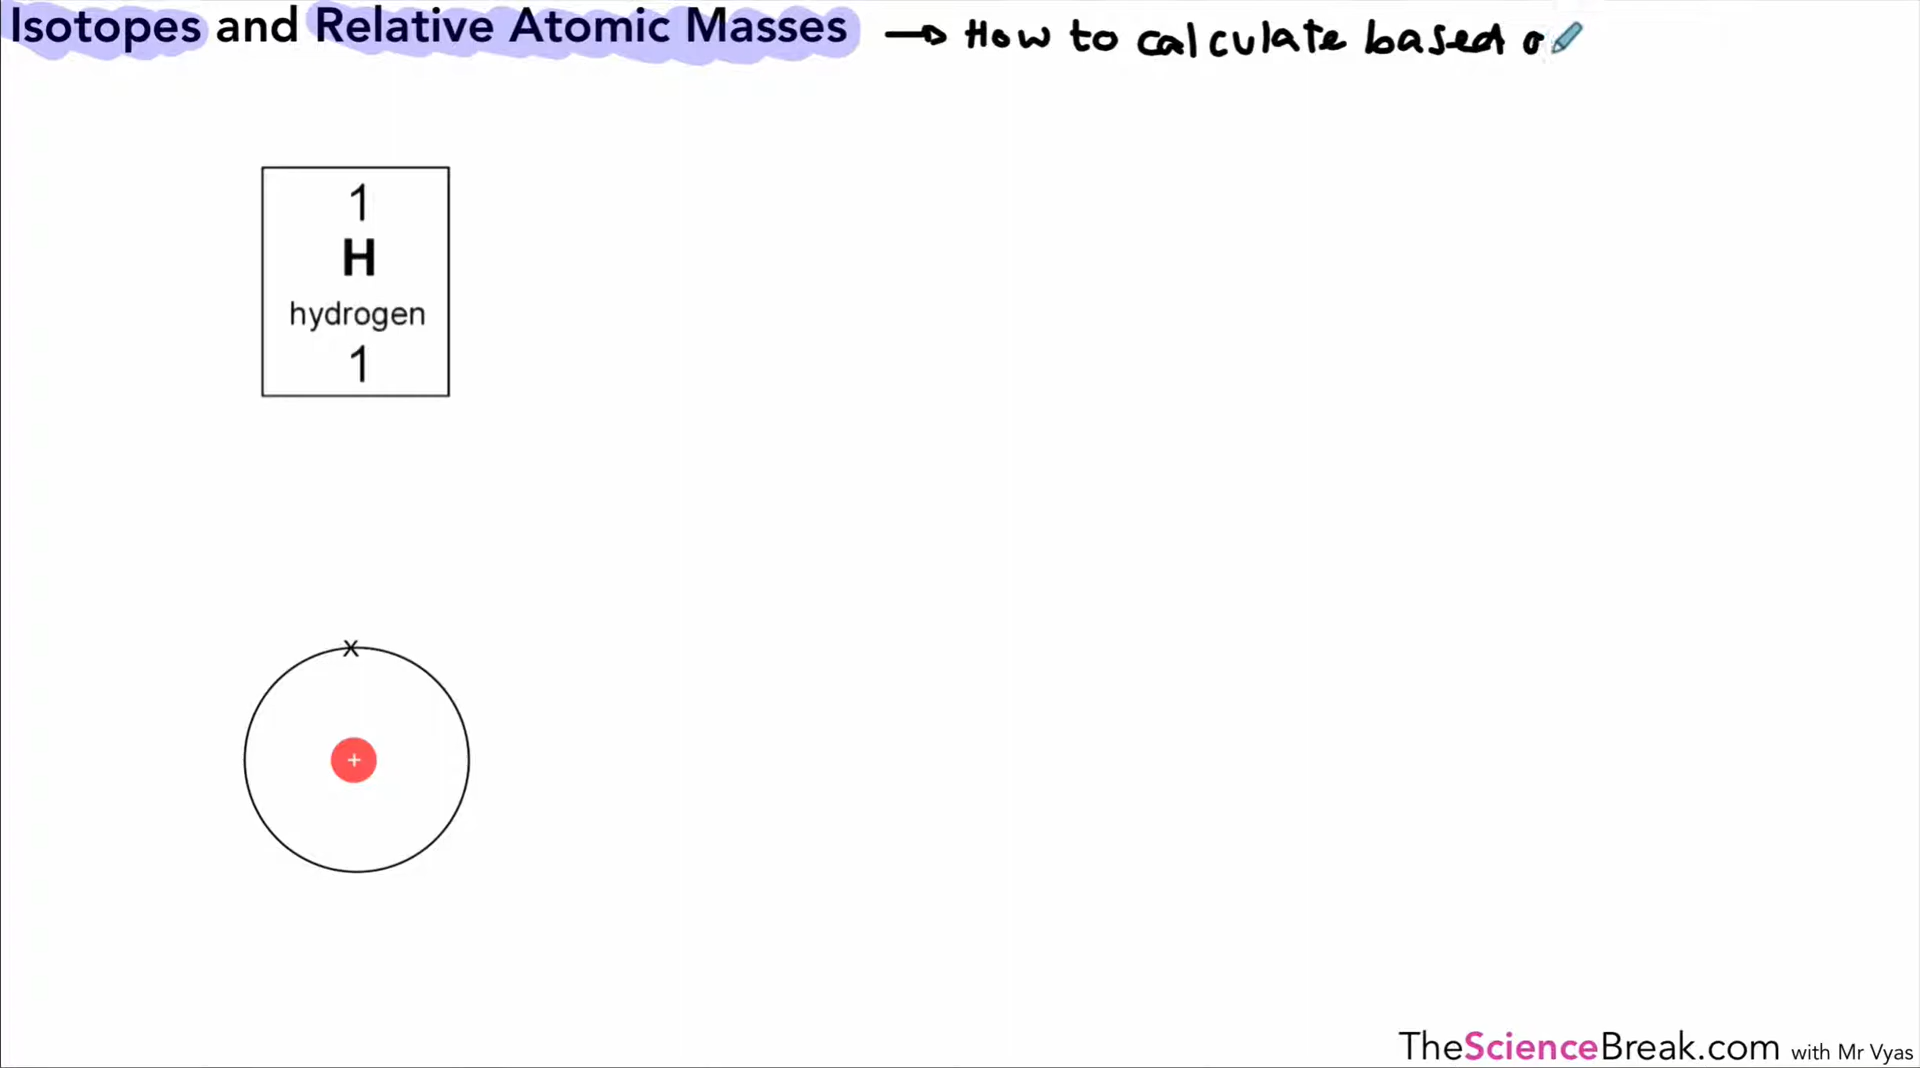 Isotopes and Relative Atomic Masses → How to calculate based o
1
H
hydrogen
1
x
+
TheScienceBreak.com with Mr Vyas